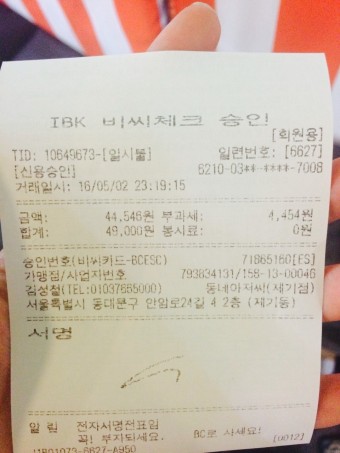 IBK 비씨체크 승인
[회원용]
TID: 10649673-[일시불] 일련번호: [6627]
[신용승인] 6210-03**-****-7008
거래일시: 16/05/02 23:19:15
금액: 44,546원 부과세: 4,454원
합계: 49,000원 봉사료: 0원
승인번호(비씨카드-BCESC) 71865160[ES]
가맹점/사업자번호 793834131/158-13-00046
김성철(TEL:01037665000) 동네아저씨(제기점)
서울특별시 동대문구 안암로24길 4 2층 (제기동)
서명
알림 전자서명전표임
꼭! 부자되세요. BC로 사세요! [0012]